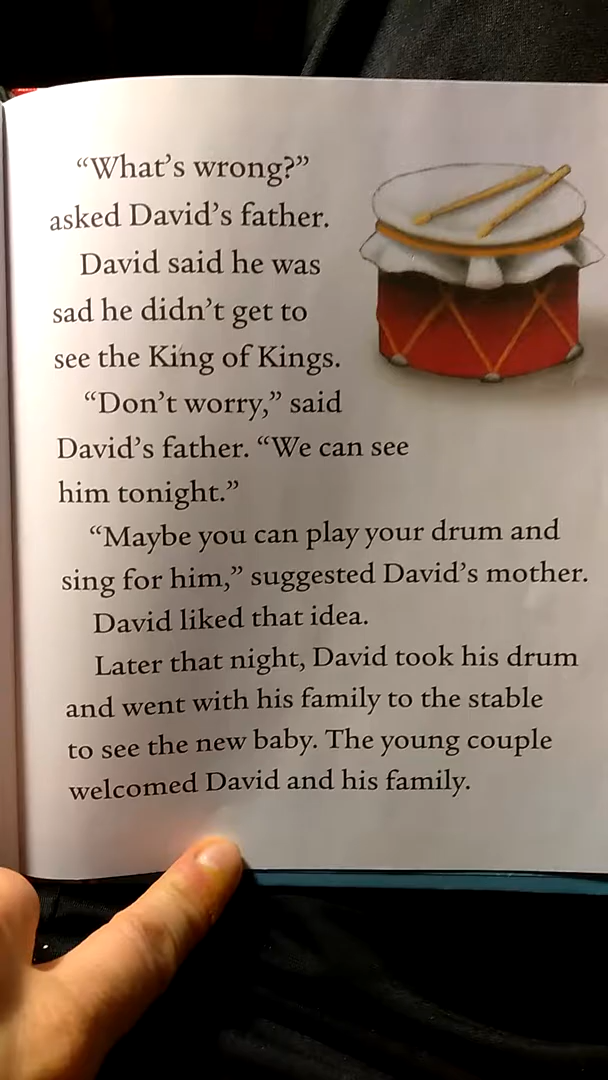 “What’s wrong?”
asked David’s father.
David said he was
sad he didn’t get to
see the King of Kings.
“Don’t worry,” said
David’s father. “We can see
him tonight.”
“Maybe you can play your drum and
sing for him,” suggested David’s mother.
David liked that idea.
Later that night, David took his drum
and went with his family to the stable
to see the new baby. The young couple
welcomed David and his family.